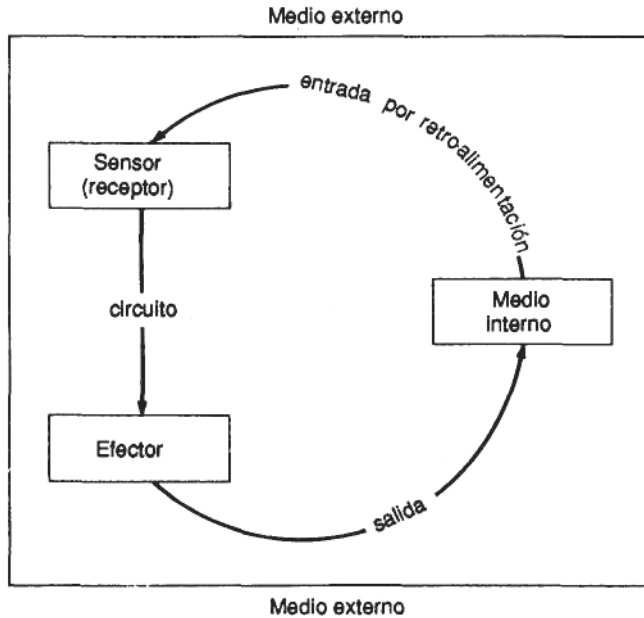 Medio externo
entrada por retroalimentación
Sensor
(receptor)
Medio
interno
circuito
Efector
salida
Medio externo